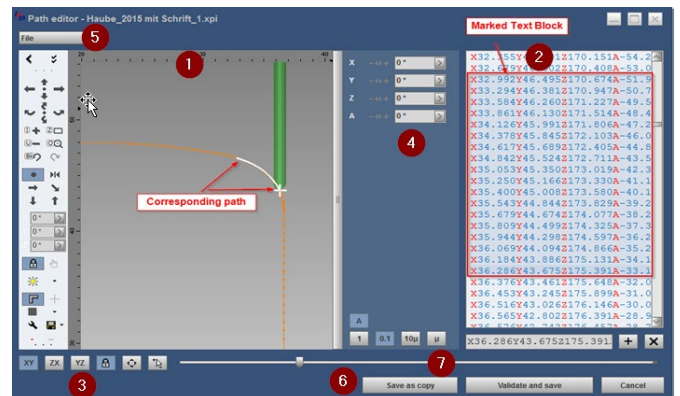 Path editor - Haube_2015 mit Schrift_1.xpi
Marked Text Block
File
5
20
30
40
1
2
X
Y
Z
A
0°
0°
0°
0°
4
X32.992Y46.495Z170.674A-51.
X33.294Y46.381Z170.947A-50.7
X33.584Y46.260Z171.227A-49.5
X33.861Y46.130Z171.514A-48.4
X34.126Y45.991Z171.806A-47.2
X34.378Y45.845Z172.103A-46.0
X34.617Y45.689Z172.405A-44.8
X34.842Y45.524Z172.711A-43.5
X35.053Y45.350Z173.019A-42.3
X35.250Y45.166Z173.330A-41.1
X35.400Y45.008Z173.580A-40.1
X35.543Y44.844Z173.829A-39.2
X35.679Y44.674Z174.077A-38.2
X35.809Y44.499Z174.325A-37.3
X35.944Y44.298Z174.597A-36.2
X36.069Y44.094Z174.866A-35.2
X36.184Y43.886Z175.131A-34.1
X36.286Y43.675Z175.391A-33.1
X36.376Y43.461Z175.648A-32.0
X36.453Y43.245Z175.899A-31.0
X36.516Y43.026Z176.146A-30.0
X36.565Y42.802Z176.391A-28.9
Corresponding path
0°
0°
0°
A
1
0.1
10µ
µ
X36.286Y43.675Z175.391
XY
ZX
YZ
3
6
7
Save as copy
Validate and save
Cancel